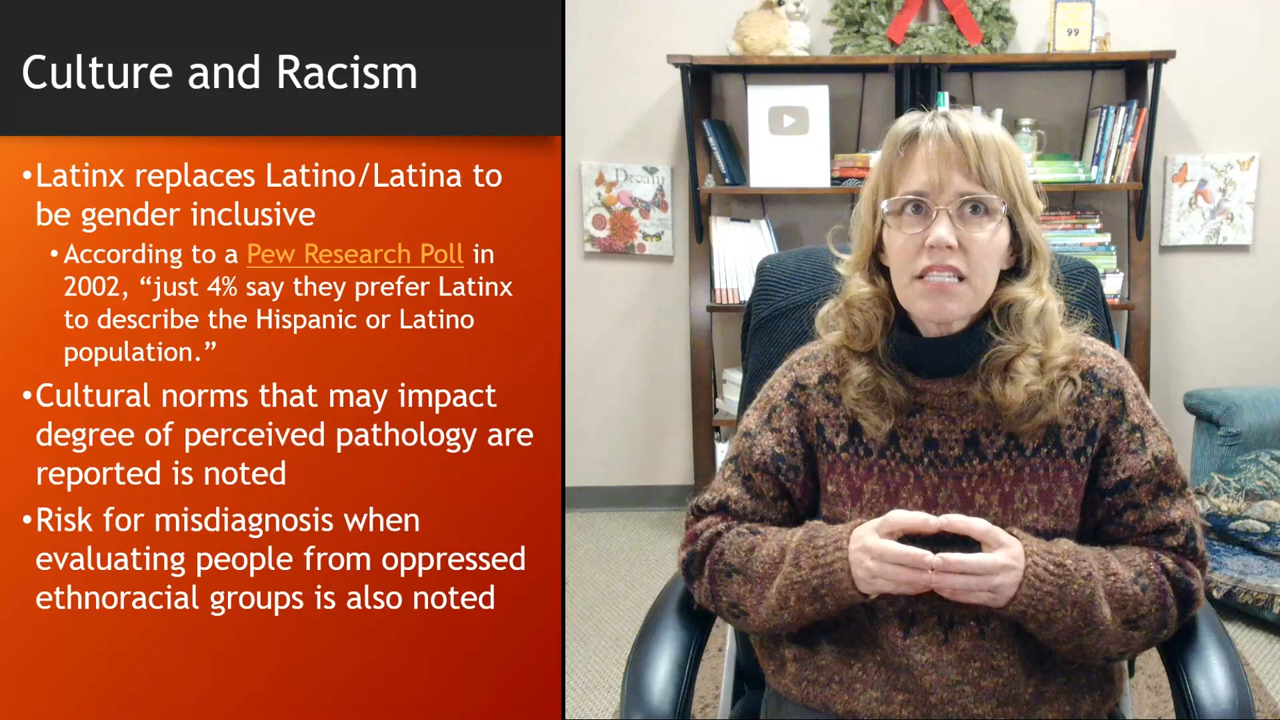 Culture and Racism
•Latinx replaces Latino/Latina to
be gender inclusive
•According to a Pew Research Poll in
2002, “just 4% say they prefer Latinx
to describe the Hispanic or Latino
population.”
•Cultural norms that may impact
degree of perceived pathology are
reported is noted
•Risk for misdiagnosis when
evaluating people from oppressed
ethnoracial groups is also noted
99
Dream